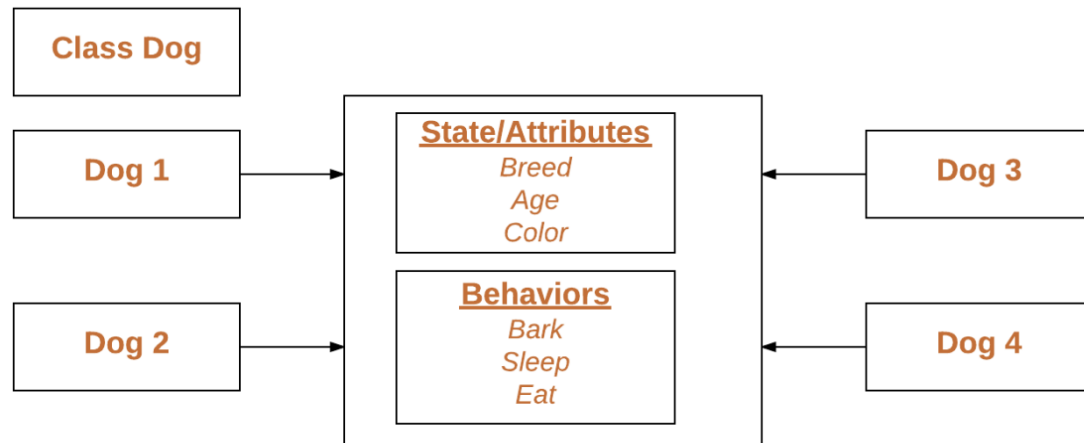 Class Dog
Dog 1
Dog 2
State/Attributes
Breed
Age
Color
Behaviors
Bark
Sleep
Eat
Dog 3
Dog 4